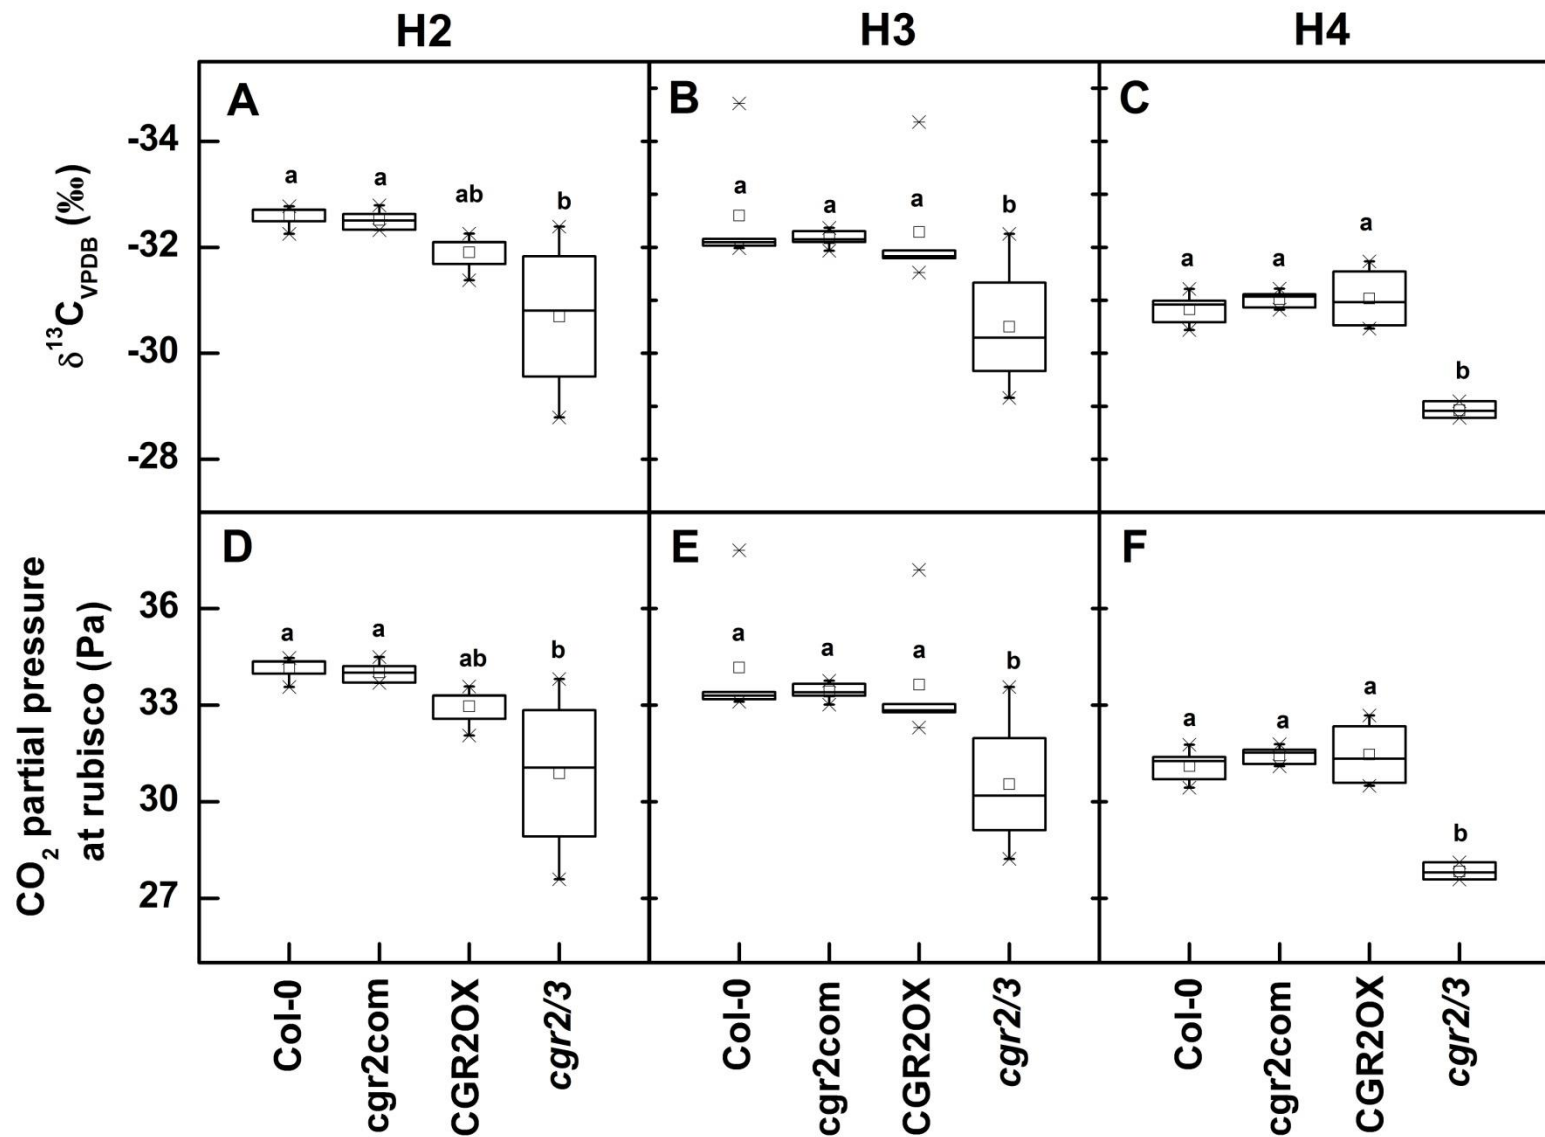 H2 H3 H4
A B C
-34
-32
-30
-28
δ¹³C_VPDB (‰)
a a ab b
a a a b
a a a b
D E F
36
33
30
27
CO₂ partial pressure
at rubisco (Pa)
a a ab b
a a a b
a a a b
Col-0 cgr2com CGR2OX cgr2/3
Col-0 cgr2com CGR2OX cgr2/3
Col-0 cgr2com CGR2OX cgr2/3